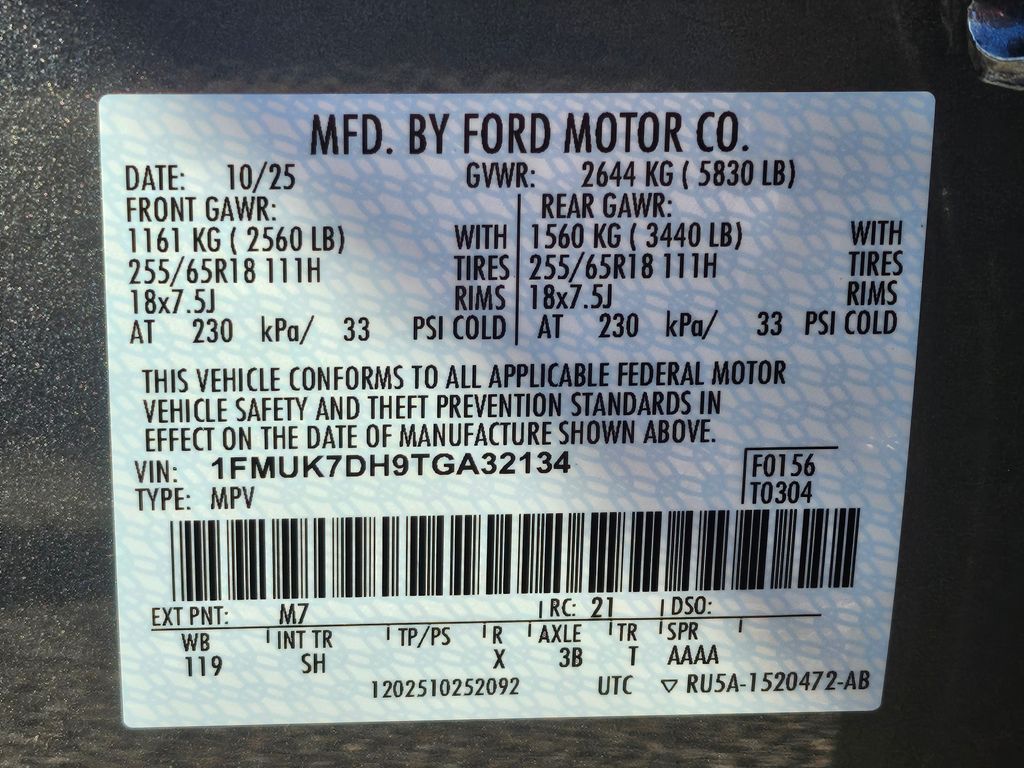 MFD. BY FORD MOTOR CO.
DATE: 10/25 GVWR: 2644 KG ( 5830 LB)
FRONT GAWR: REAR GAWR:
1161 KG ( 2560 LB) WITH 1560 KG ( 3440 LB) WITH
255/65R18 111H TIRES 255/65R18 111H TIRES
18x7.5J RIMS 18x7.5J RIMS
AT 230 kPa/ 33 PSI COLD AT 230 kPa/ 33 PSI COLD
THIS VEHICLE CONFORMS TO ALL APPLICABLE FEDERAL MOTOR
VEHICLE SAFETY AND THEFT PREVENTION STANDARDS IN
EFFECT ON THE DATE OF MANUFACTURE SHOWN ABOVE.
VIN: 1FMUK7DH9TGA32134 F0156
TYPE: MPV T0304
EXT PNT: M7 RC: 21 DSO:
WB INT TR TP/PS R AXLE TR SPR
119 SH X 3B T AAAA
1202510252092 UTC ▽ RU5A-1520472-AB